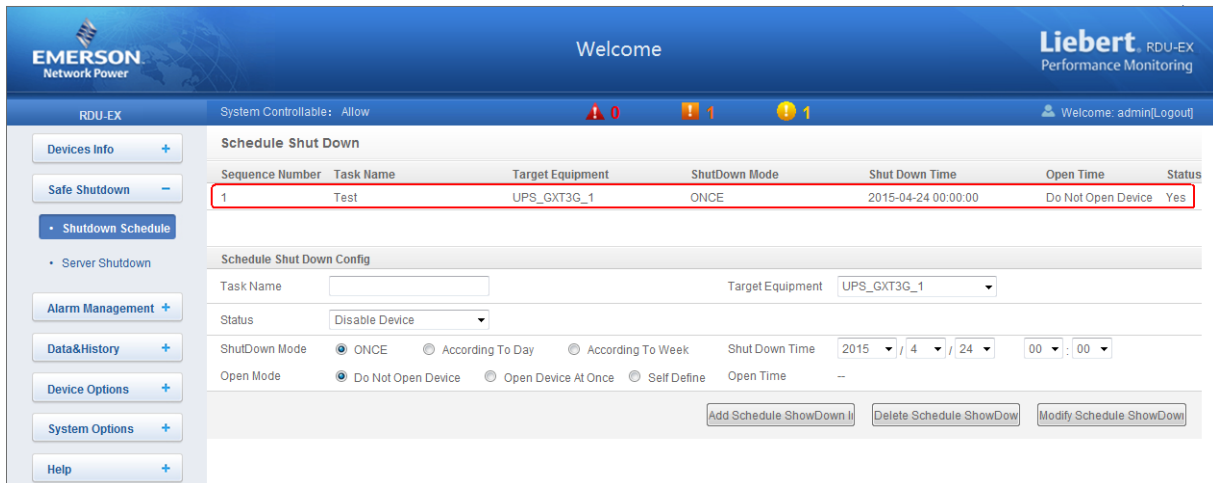 EMERSON.
Network Power
Welcome
Liebert. RDU-EX
Performance Monitoring
RDU-EX
System Controllable: Allow
0
1
1
Welcome: admin[Logout]
Devices Info +
Safe Shutdown −
• Shutdown Schedule
• Server Shutdown
Alarm Management +
Data&History +
Device Options +
System Options +
Help +
Schedule Shut Down
Sequence Number Task Name Target Equipment ShutDown Mode Shut Down Time Open Time Status
1 Test UPS_GXT3G_1 ONCE 2015-04-24 00:00:00 Do Not Open Device Yes
Schedule Shut Down Config
Task Name Target Equipment UPS_GXT3G_1
Status Disable Device
ShutDown Mode ONCE According To Day According To Week Shut Down Time 2015 / 4 / 24 00 : 00
Open Mode Do Not Open Device Open Device At Once Self Define Open Time --
Add Schedule ShowDown Delete Schedule ShowDow Modify Schedule ShowDow